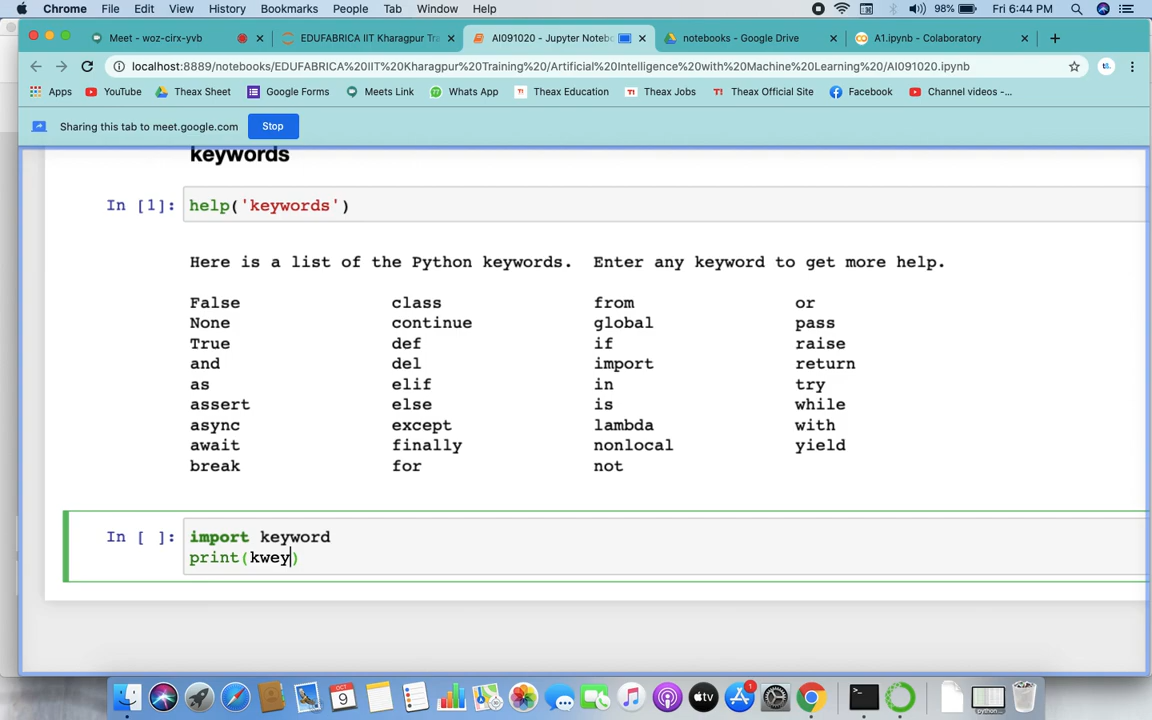 Chrome File Edit View History Bookmarks People Tab Window Help 98% Fri 6:44 PM
Meet - woz-cirx-yvb EDUFABRICA IIT Kharagpur Tra AI091020 - Jupyter Notebo notebooks - Google Drive A1.ipynb - Colaboratory
localhost:8889/notebooks/EDUFABRICA%20IIT%20Kharagpur%20Training%20/Artificial%20Intelligence%20with%20Machine%20Learning%20/AI091020.ipynb
Apps YouTube Theax Sheet Google Forms Meets Link Whats App Theax Education Theax Jobs Theax Official Site Facebook Channel videos -...
Sharing this tab to meet.google.com Stop
keywords
In [1]: help('keywords')
Here is a list of the Python keywords. Enter any keyword to get more help.
False class from or
None continue global pass
True def if raise
and del import return
as elif in try
assert else is while
async except lambda with
await finally nonlocal yield
break for not
In [ ]: import keyword
print(kwey)